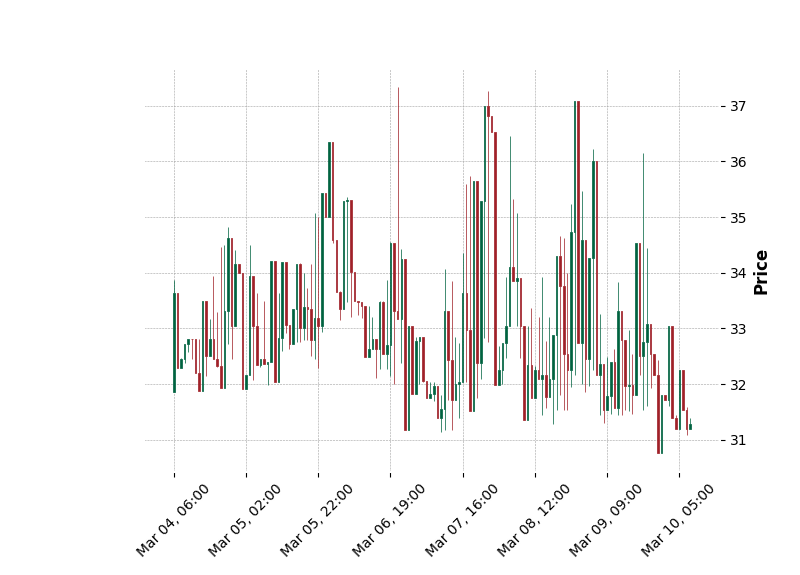 37
36
35
34
33
32
31
Price
Mar 04, 06:00
Mar 05, 02:00
Mar 05, 22:00
Mar 06, 19:00
Mar 07, 16:00
Mar 08, 12:00
Mar 09, 09:00
Mar 10, 05:00